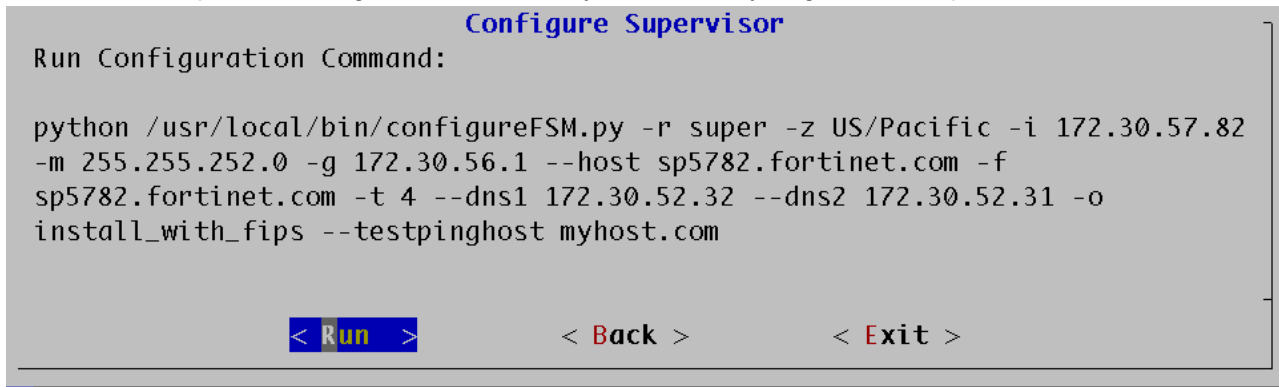 Configure Supervisor
Run Configuration Command:
python /usr/local/bin/configureFSM.py -r super -z US/Pacific -i 172.30.57.82
-m 255.255.252.0 -g 172.30.56.1 --host sp5782.fortinet.com -f
sp5782.fortinet.com -t 4 --dns1 172.30.52.32 --dns2 172.30.52.31 -o
install_with_fips --testpinghost myhost.com
< Run > < Back > < Exit >